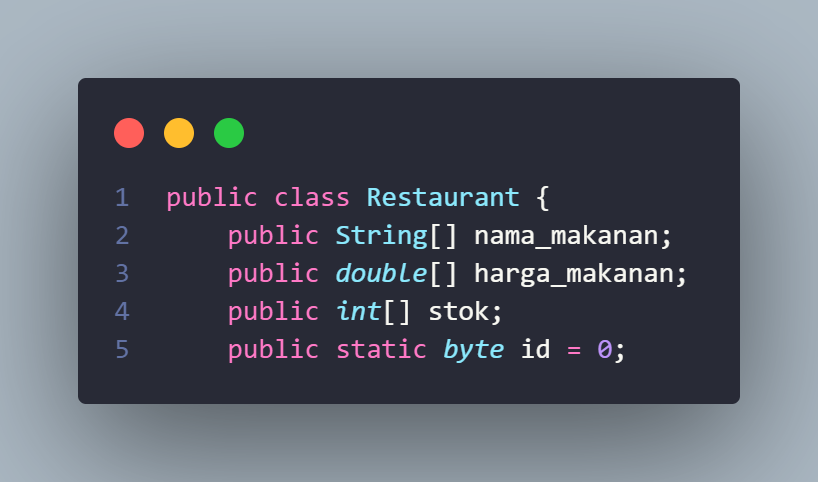 1 public class Restaurant {
2 public String[] nama_makanan;
3 public double[] harga_makanan;
4 public int[] stok;
5 public static byte id = 0;